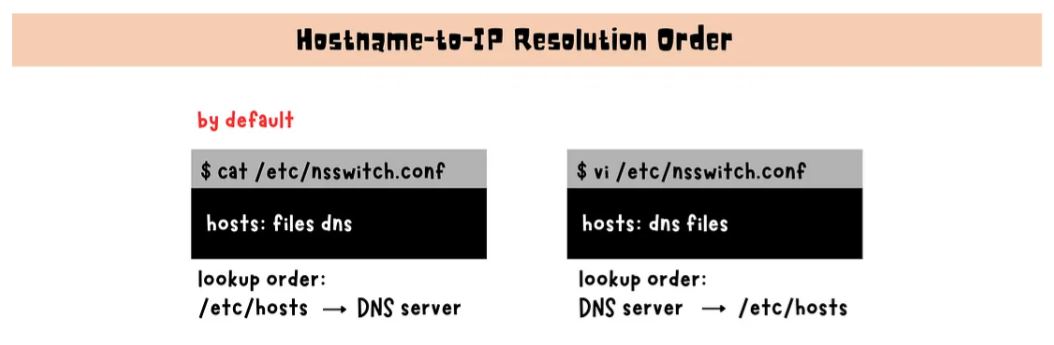 Hostname-to-IP Resolution Order
by default
$ cat /etc/nsswitch.conf
hosts: files dns
lookup order:
/etc/hosts → DNS server
$ vi /etc/nsswitch.conf
hosts: dns files
lookup order:
DNS server → /etc/hosts